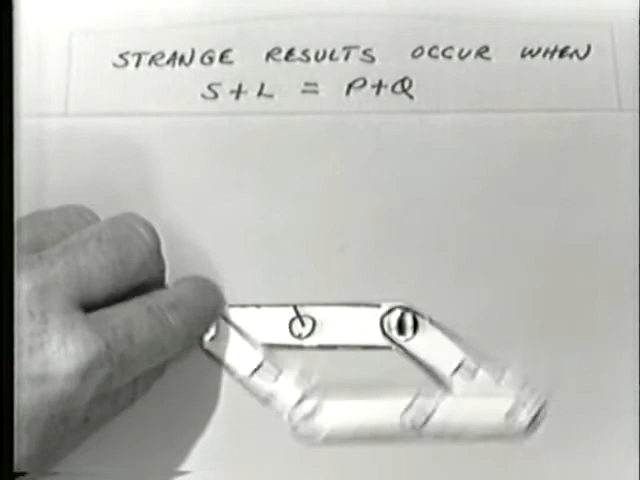 STRANGE RESULTS OCCUR WHEN
S+L = P+Q